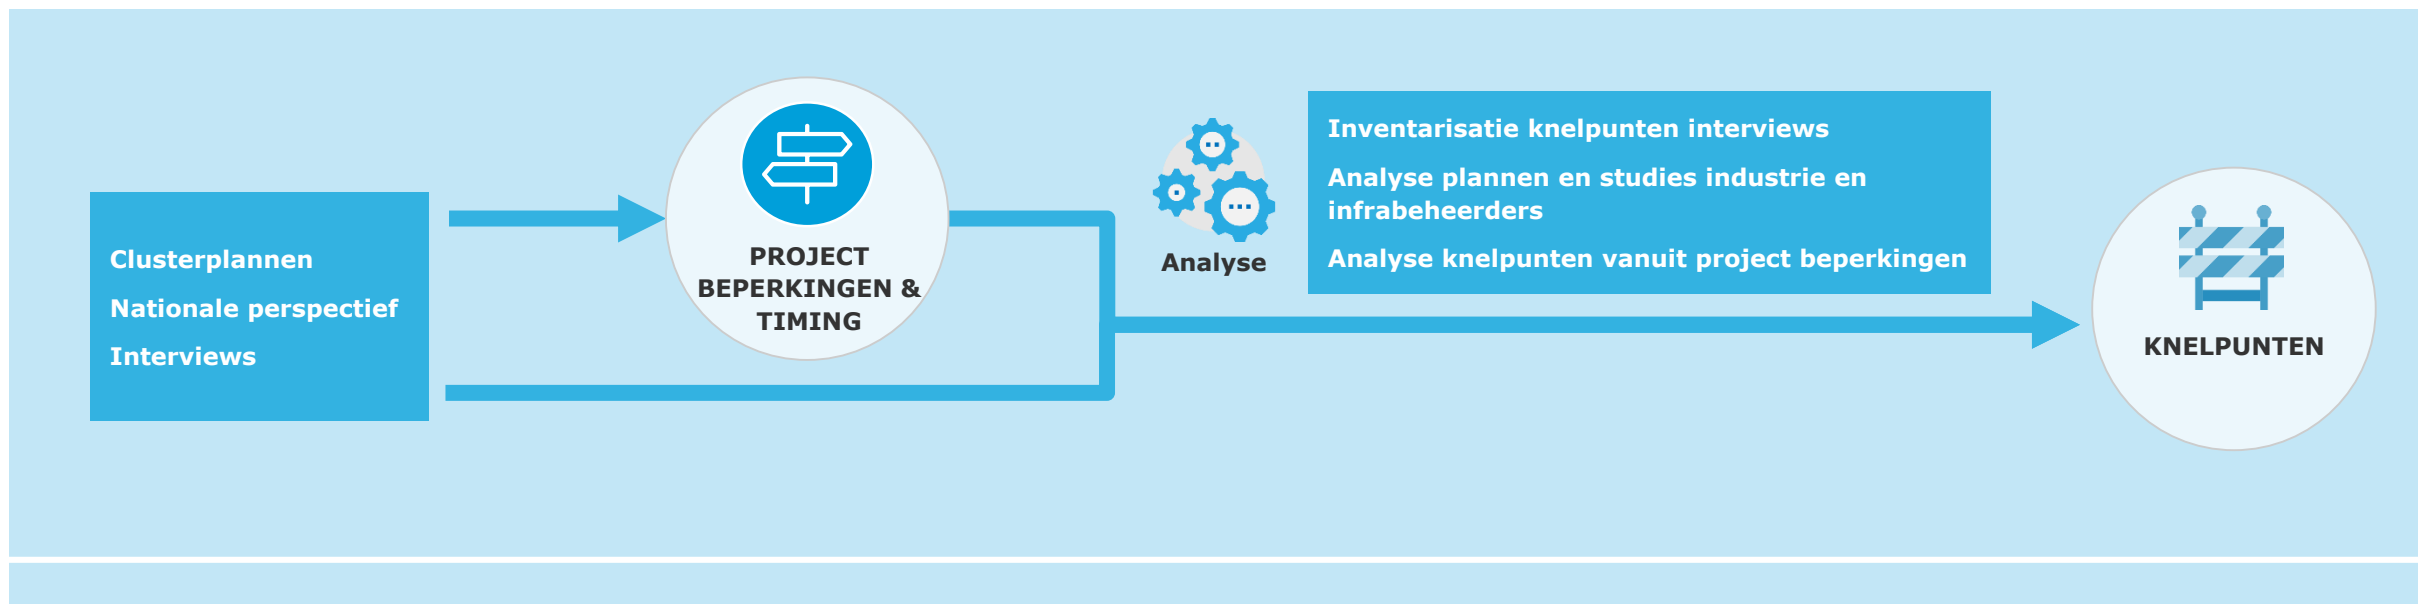 Clusterplannen
Nationale perspectief
Interviews
PROJECT
BEPERKINGEN &
TIMING
Analyse
Inventarisatie knelpunten interviews
Analyse plannen en studies industrie en
infrabeheerders
Analyse knelpunten vanuit project beperkingen
KNELPUNTEN